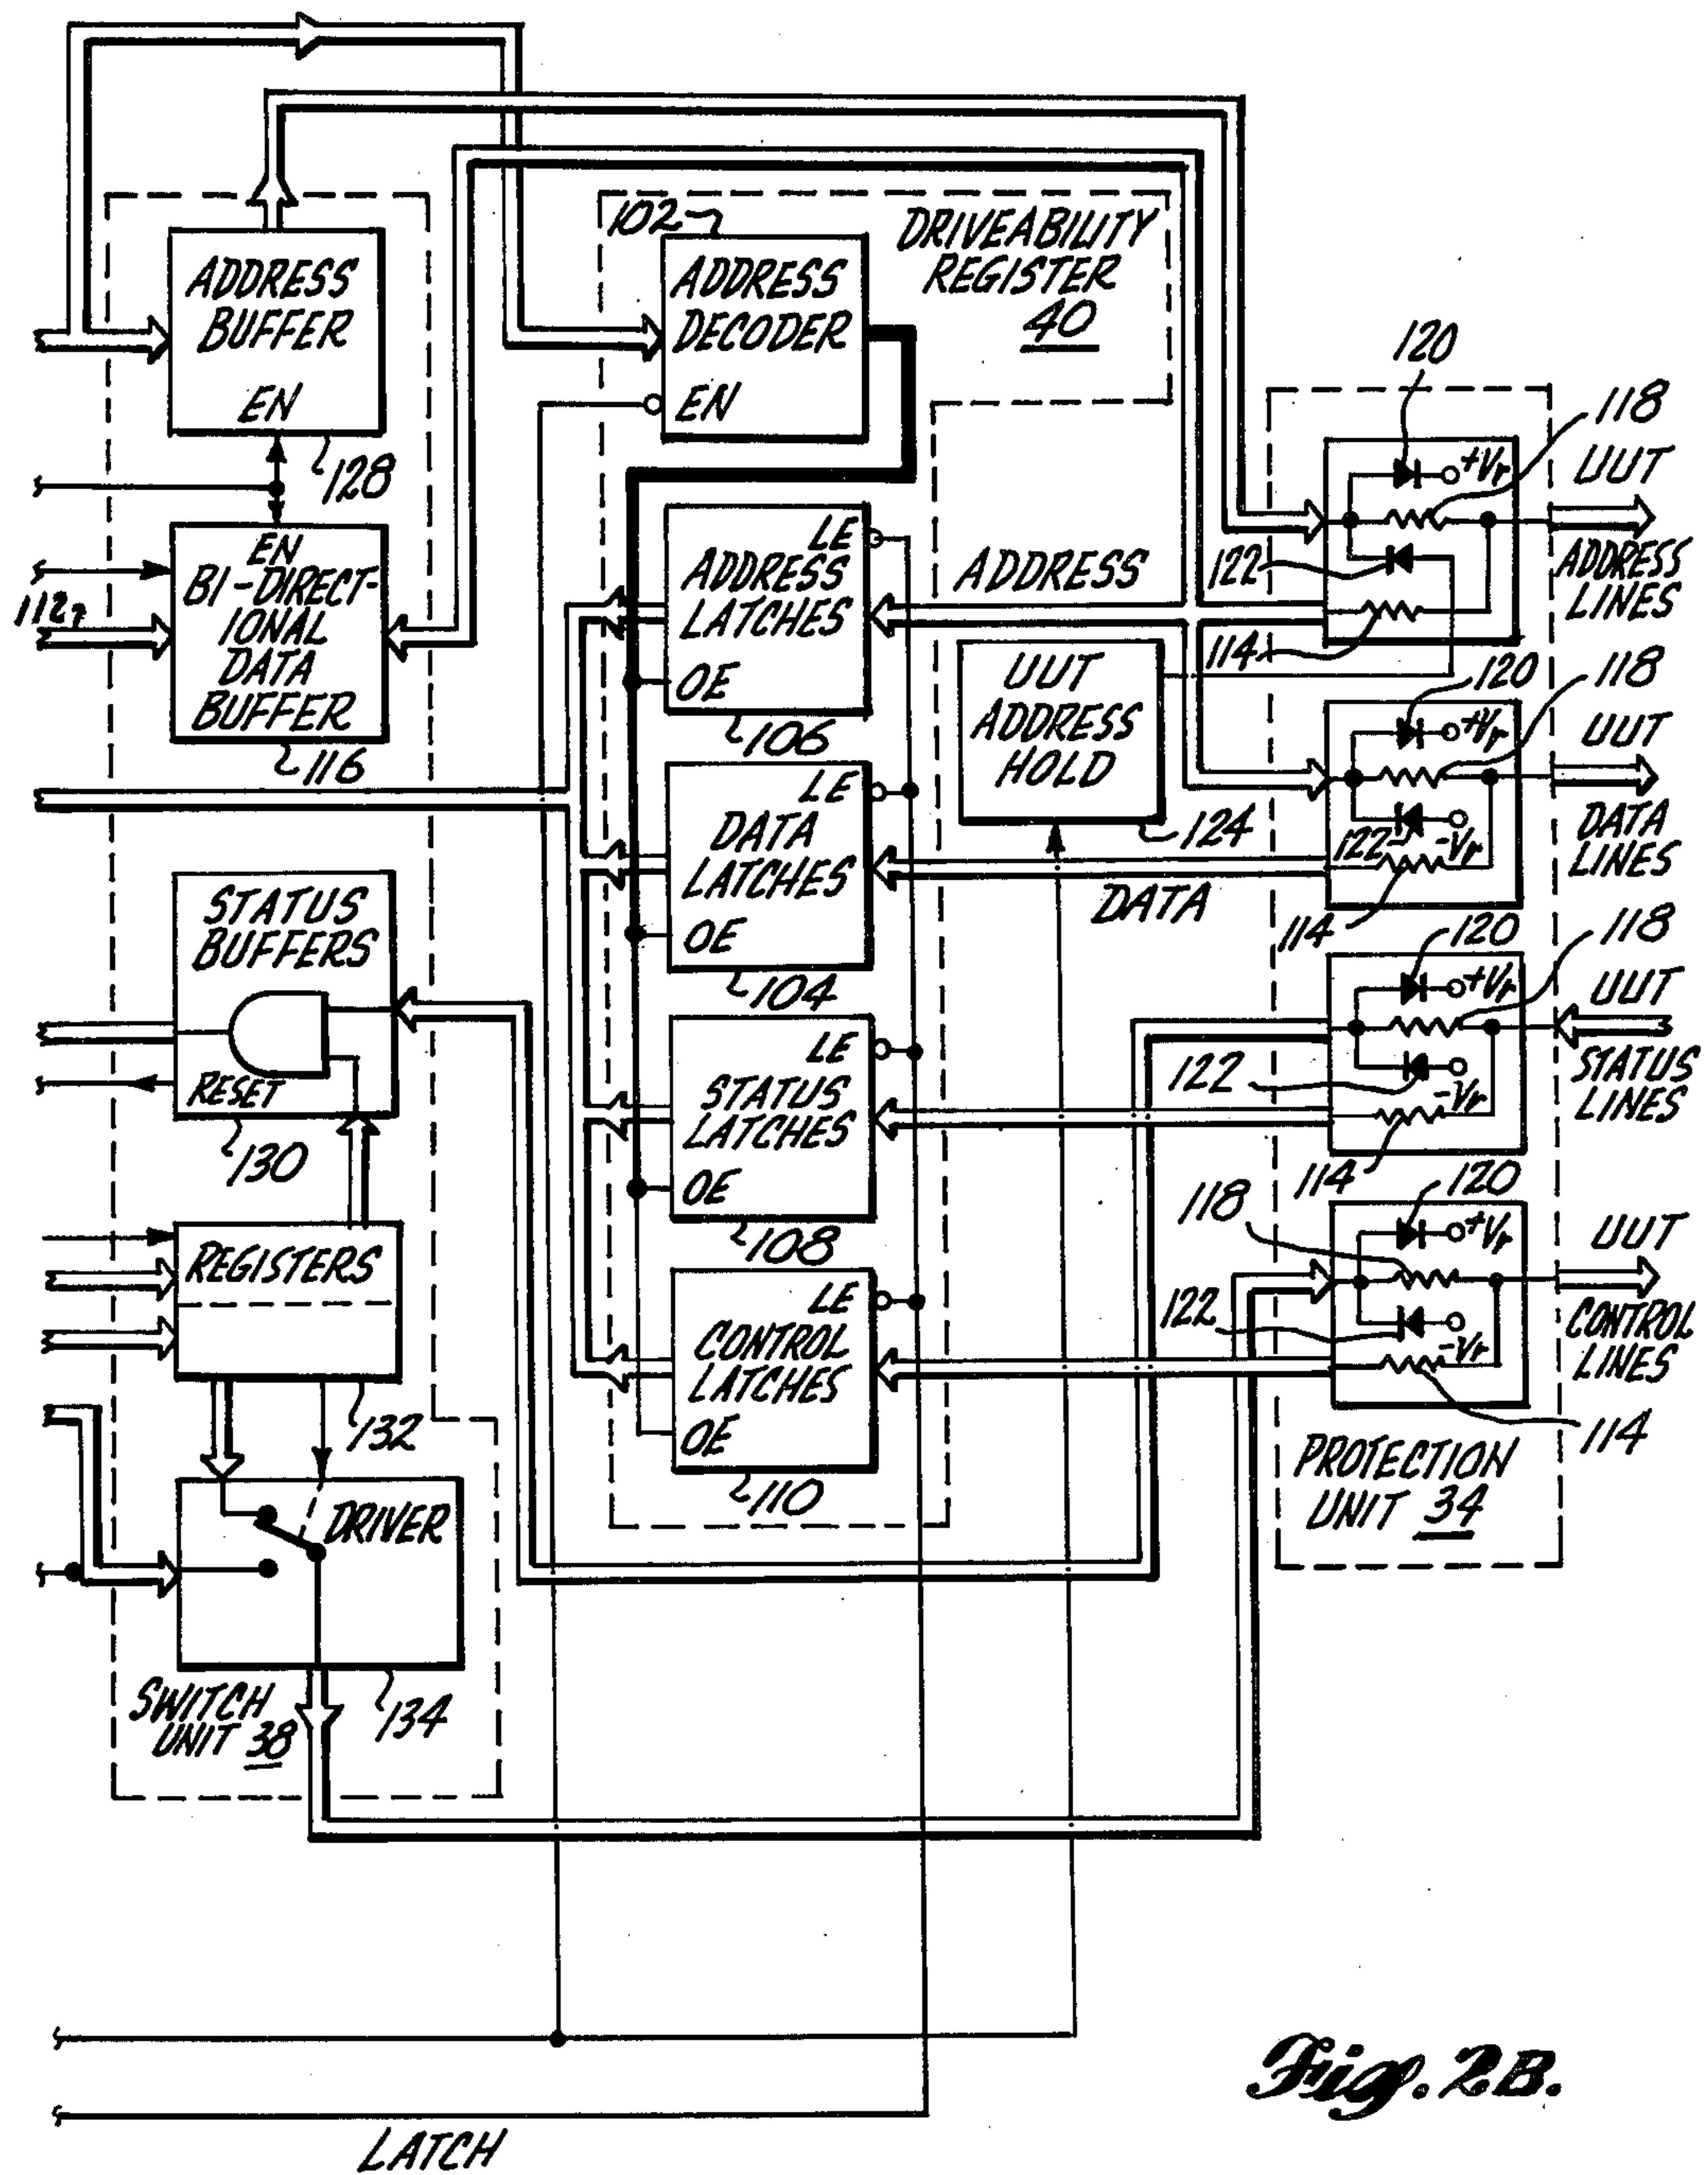 102
DRIVEABILITY
REGISTER
40
ADDRESS
BUFFER
EN
128
ADDRESS
DECODER
EN
120
118
+Vr
122
114
UUT
ADDRESS
LINES
112
EN
BI-DIRECT-
IONAL
DATA
BUFFER
116
LE
ADDRESS
LATCHES
OE
106
ADDRESS
UUT
ADDRESS
HOLD
124
120
118
+Vr
122
-Vr
114
UUT
DATA
LINES
LE
DATA
LATCHES
OE
104
DATA
STATUS
BUFFERS
RESET
130
120
118
+Vr
122
-Vr
114
UUT
STATUS
LINES
LE
STATUS
LATCHES
OE
108
REGISTERS
132
118
120
+Vr
122
-Vr
114
UUT
CONTROL
LINES
LE
CONTROL
LATCHES
OE
110
PROTECTION
UNIT 34
DRIVER
134
SWITCH
UNIT 38
LATCH
Fig. 2B.